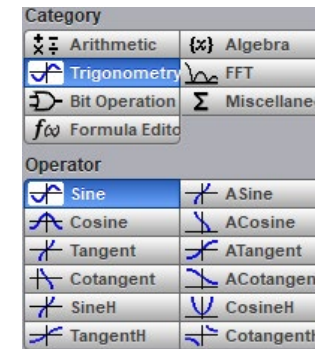 Category
Arithmetic {x} Algebra
Trigonometry FFT
Bit Operation Σ Miscellane
f(x) Formula Edito
Operator
Sine ASine
Cosine ACosine
Tangent ATangent
Cotangent ACotangen
SineH CosineH
TangentH CotangentH